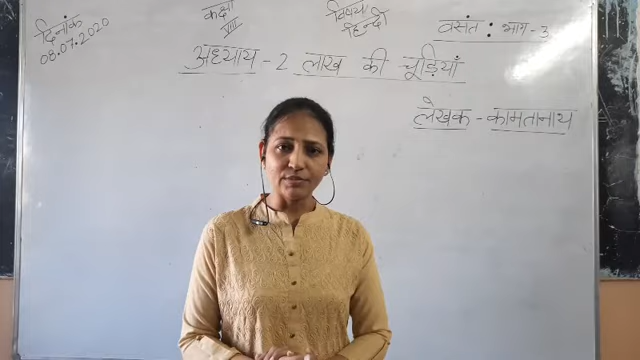 दिनांक
08.07.2020
कक्षा
VIII
विषय
हिन्दी
वसंत : भाग - 3
अध्याय - 2 लाख की चूड़ियाँ
लेखक - कामतानाथ